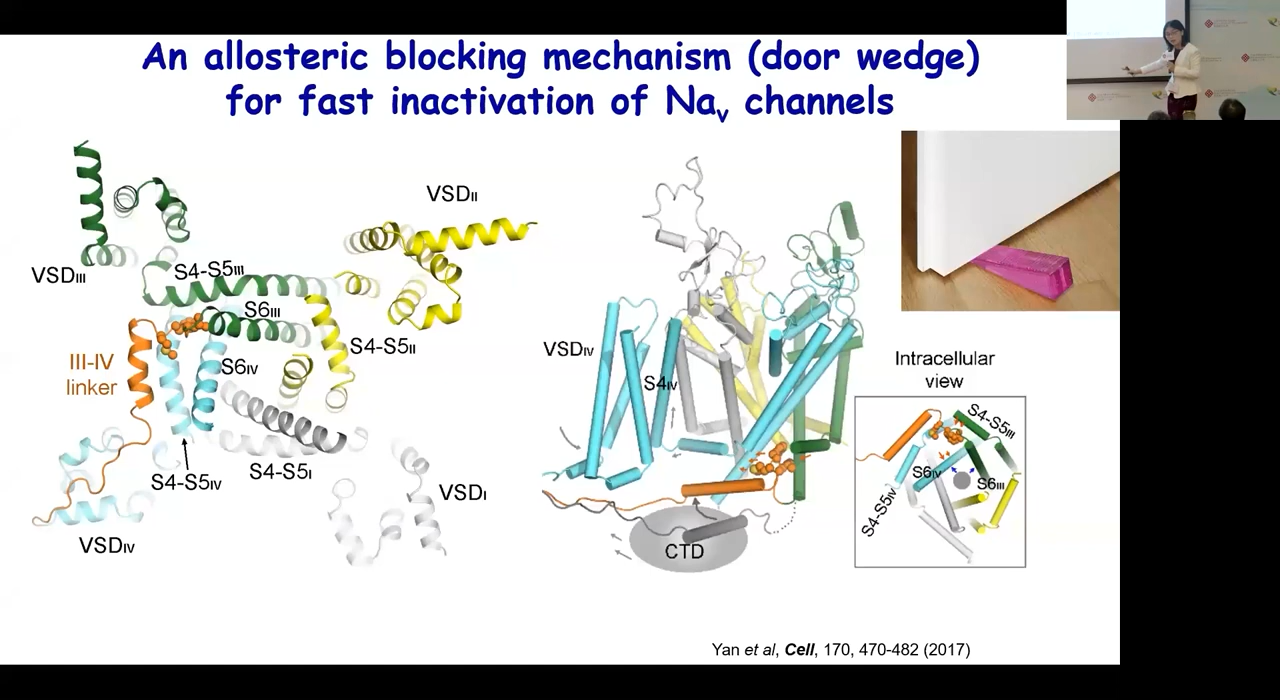 An allosteric blocking mechanism (door wedge)
for fast inactivation of Nav channels
VSDII
VSDIII
S4-S5III
S6III
III-IV
linker
S6IV
S4-S5II
S4-S5IV
S4-S5I
VSDI
VSDIV
VSDIV
S4IV
CTD
Intracellular
view
S4-S5III
S6IV
S6III
S4-S5IV
Yan et al, Cell, 170, 470-482 (2017)